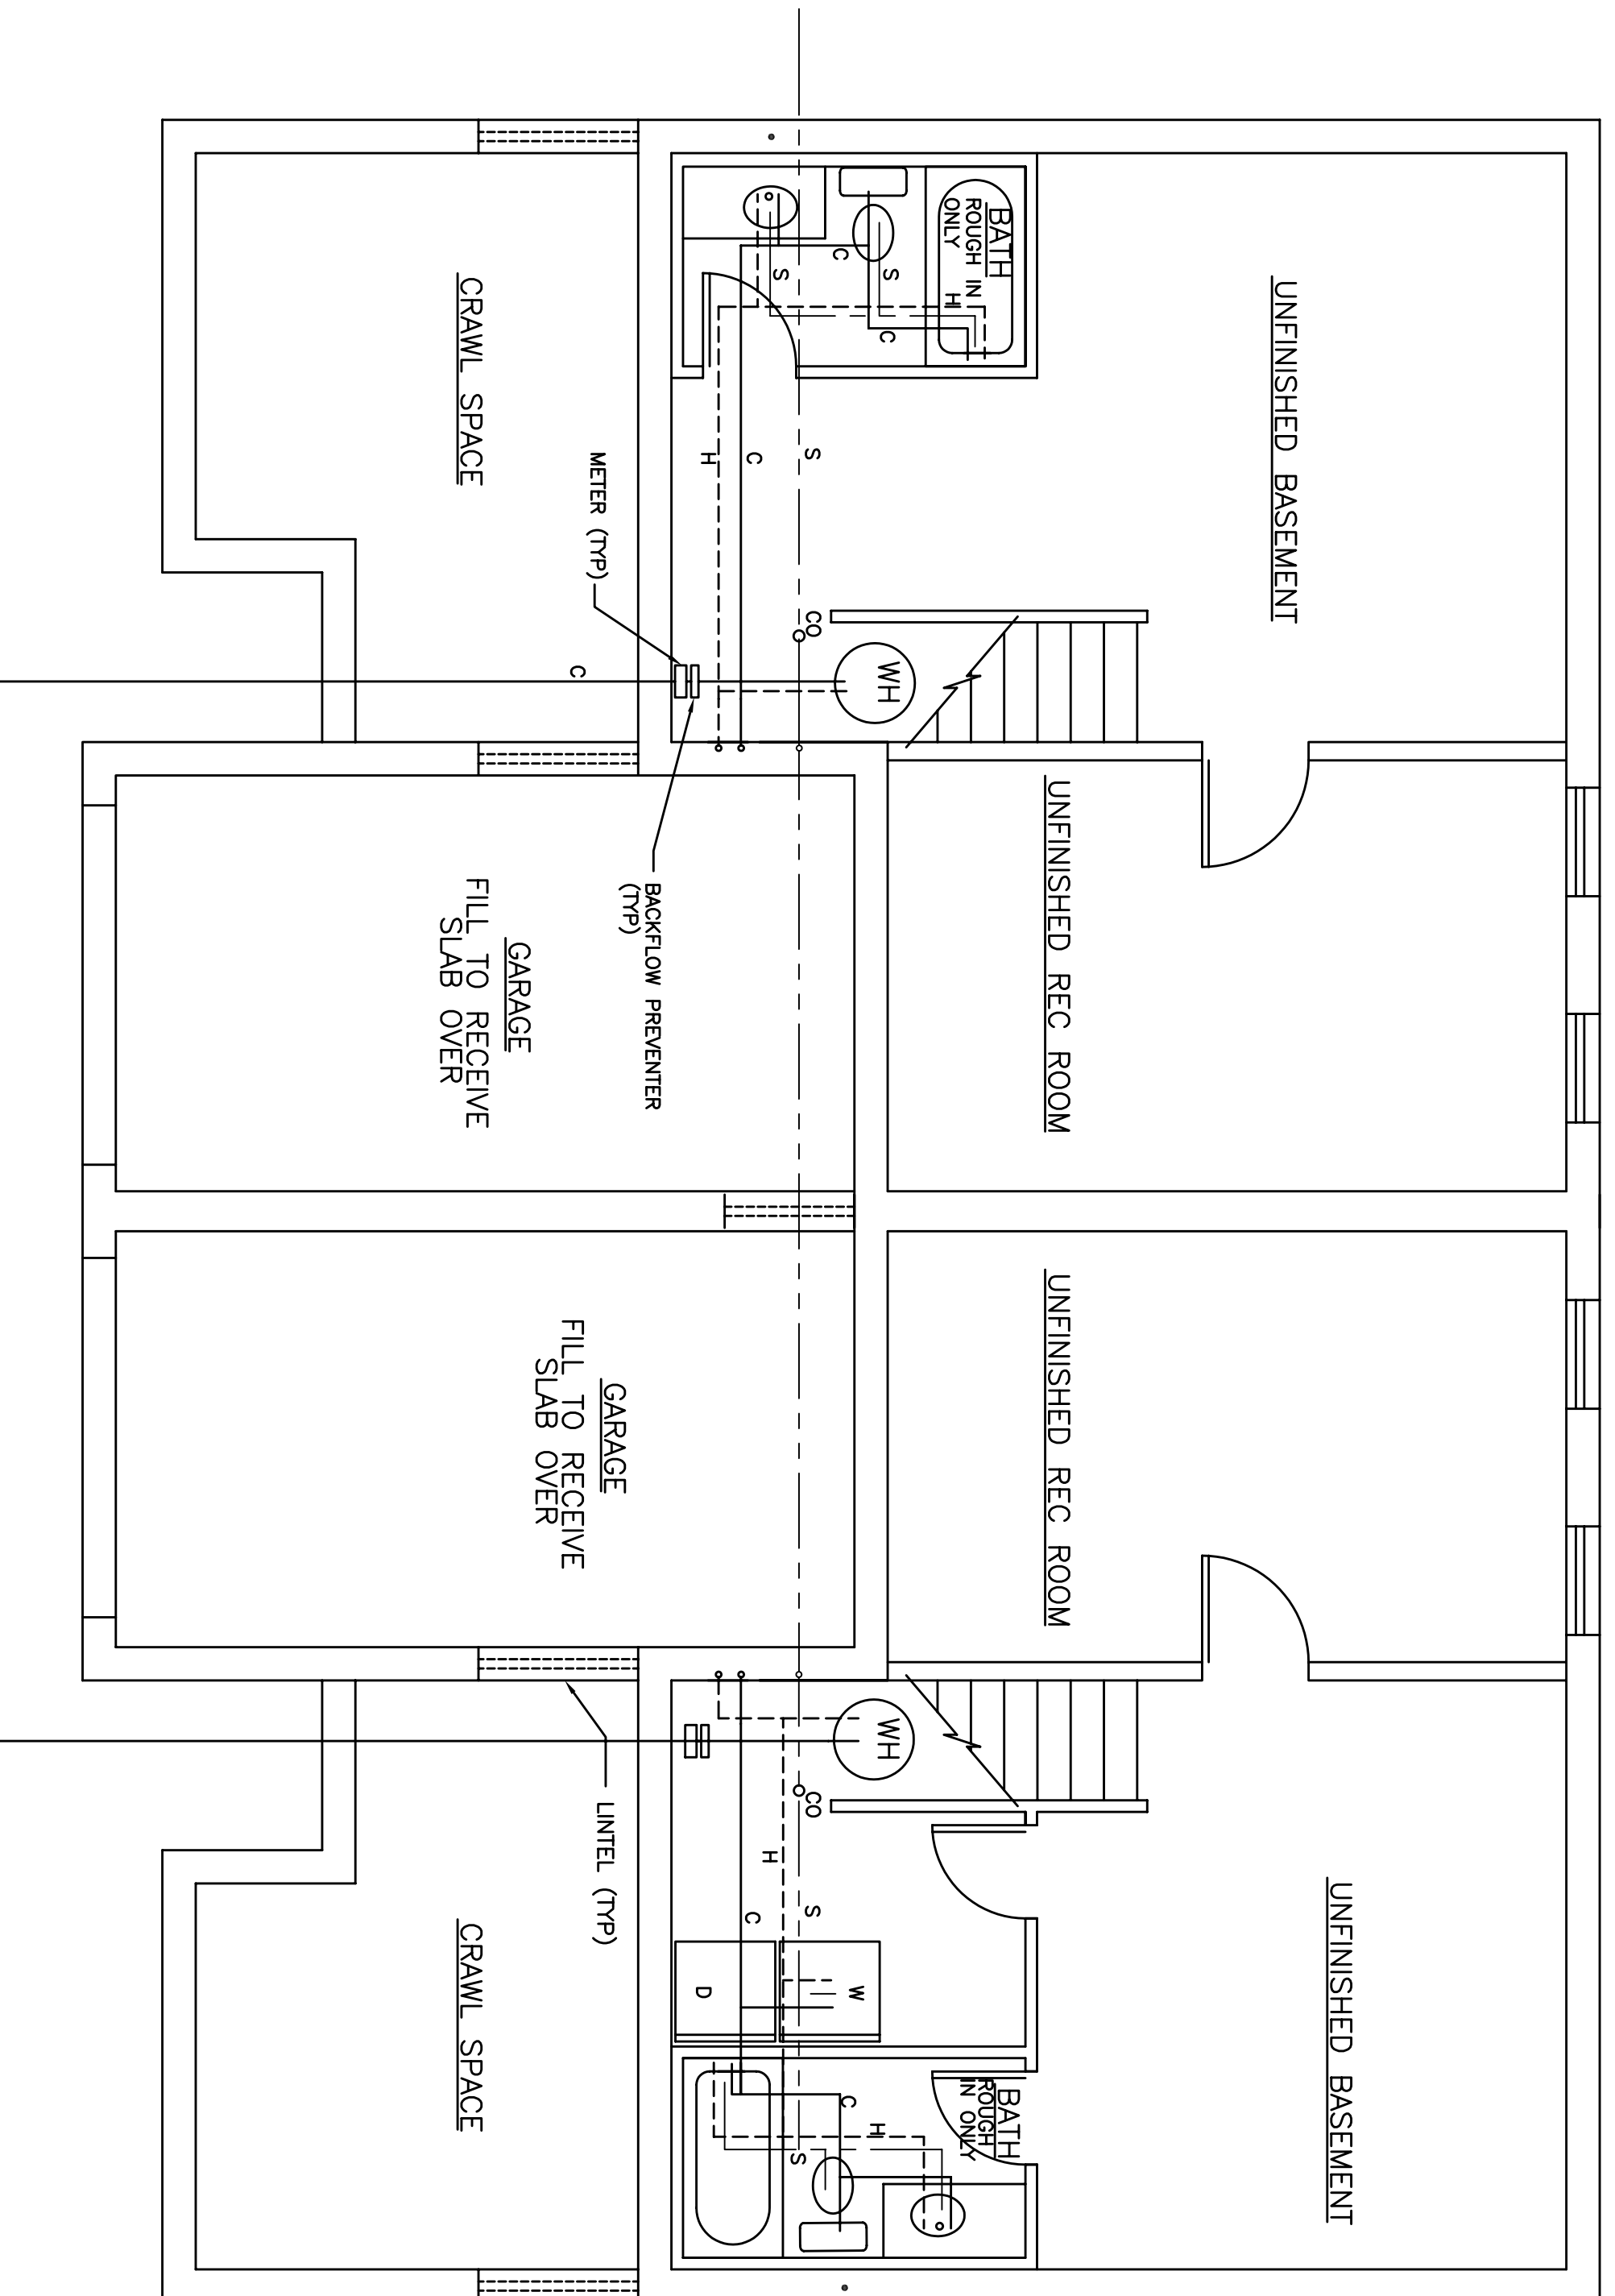 UNFINISHED BASEMENT
UNFINISHED REC ROOM
UNFINISHED REC ROOM
UNFINISHED BASEMENT
BATH
ROUGH IN
ONLY
H
C
S
C
S
S
C
H
CO
WH
METER (TYP)
C
BACKFLOW PREVENTER
(TYP)
CRAWL SPACE
GARAGE
FILL TO RECEIVE
SLAB OVER
GARAGE
FILL TO RECEIVE
SLAB OVER
WH
CO
S
H
C
LINTEL (TYP)
W
D
BATH
ROUGH
IN ONLY
C
H
S
CRAWL SPACE